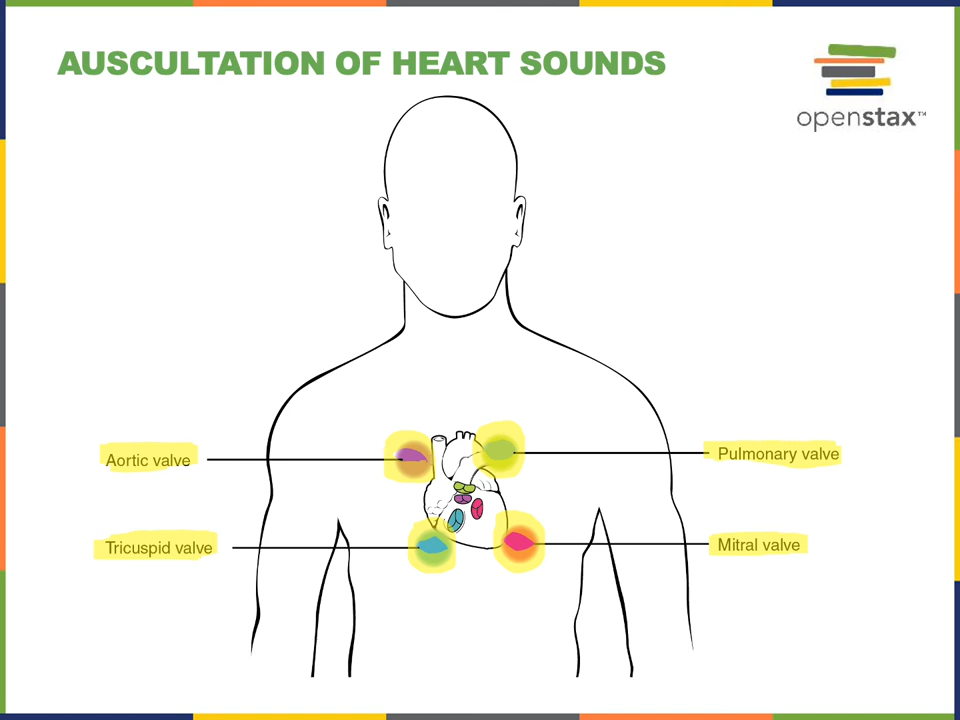 AUSCULTATION OF HEART SOUNDS
openstax™
Aortic valve
Pulmonary valve
Tricuspid valve
Mitral valve